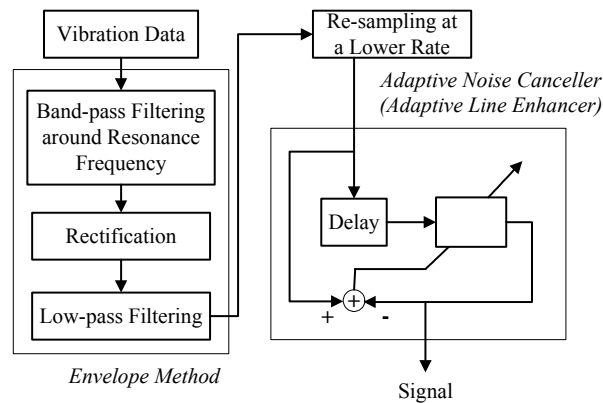 Vibration Data
Band-pass Filtering
around Resonance
Frequency
Rectification
Low-pass Filtering
Envelope Method
Re-sampling at
a Lower Rate
Adaptive Noise Canceller
(Adaptive Line Enhancer)
Delay
+
+ -
Signal